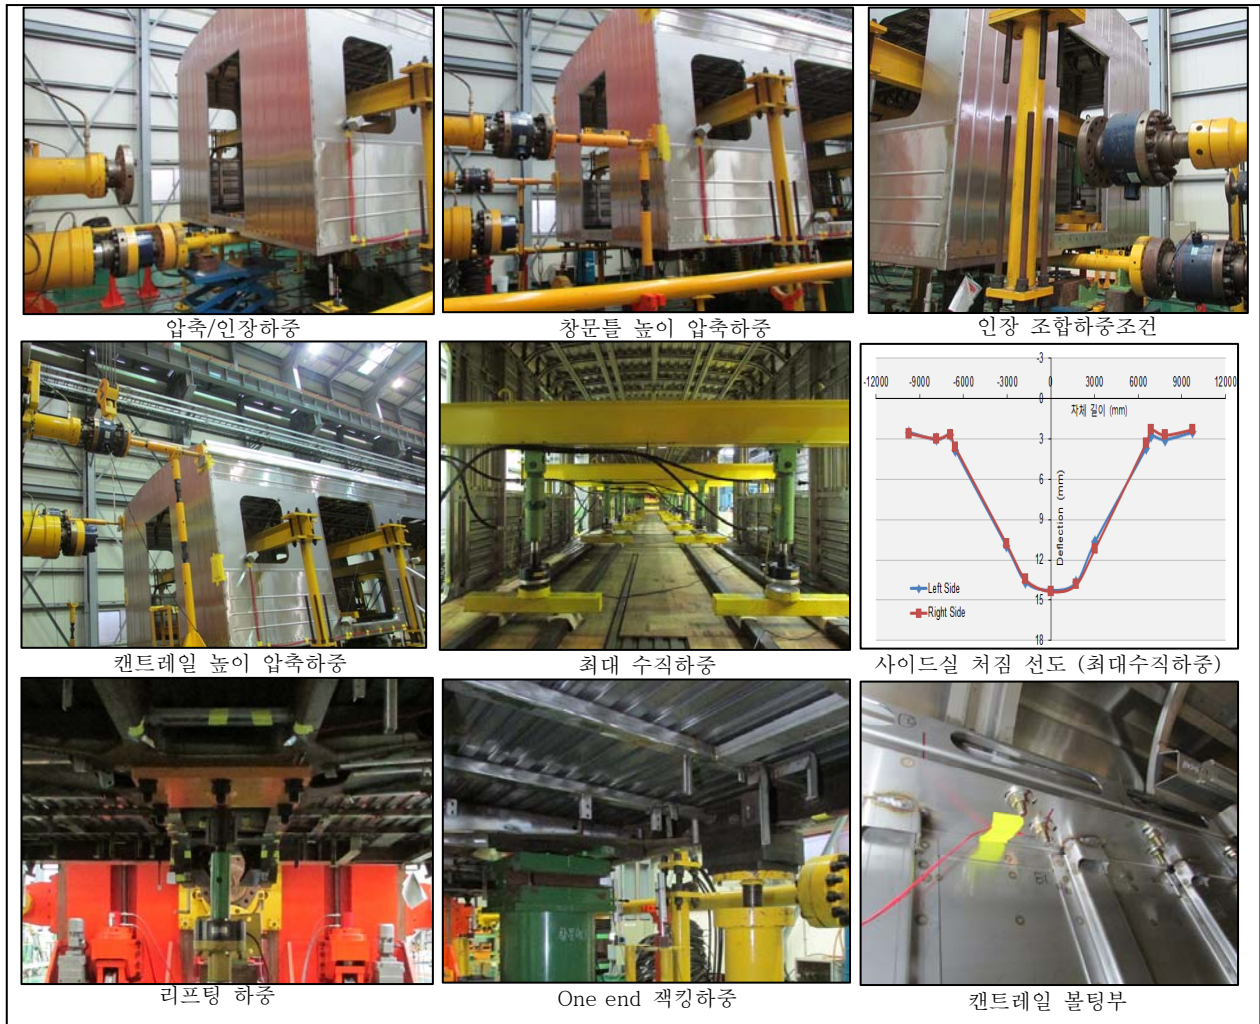 압축/인장하중
창문틀 높이 압축하중
인장 조합하중조건
-3
-12000 -9000 -6000 -3000 0 3000 6000 9000 12000
0
차체 길이 (mm)
3
6
9
12
15
18
Deflection (mm)
Left Side
Right Side
캔트레일 높이 압축하중
최대 수직하중
사이드실 처짐 선도 (최대수직하중)
리프팅 하중
One end 잭킹하중
캔트레일 볼팅부